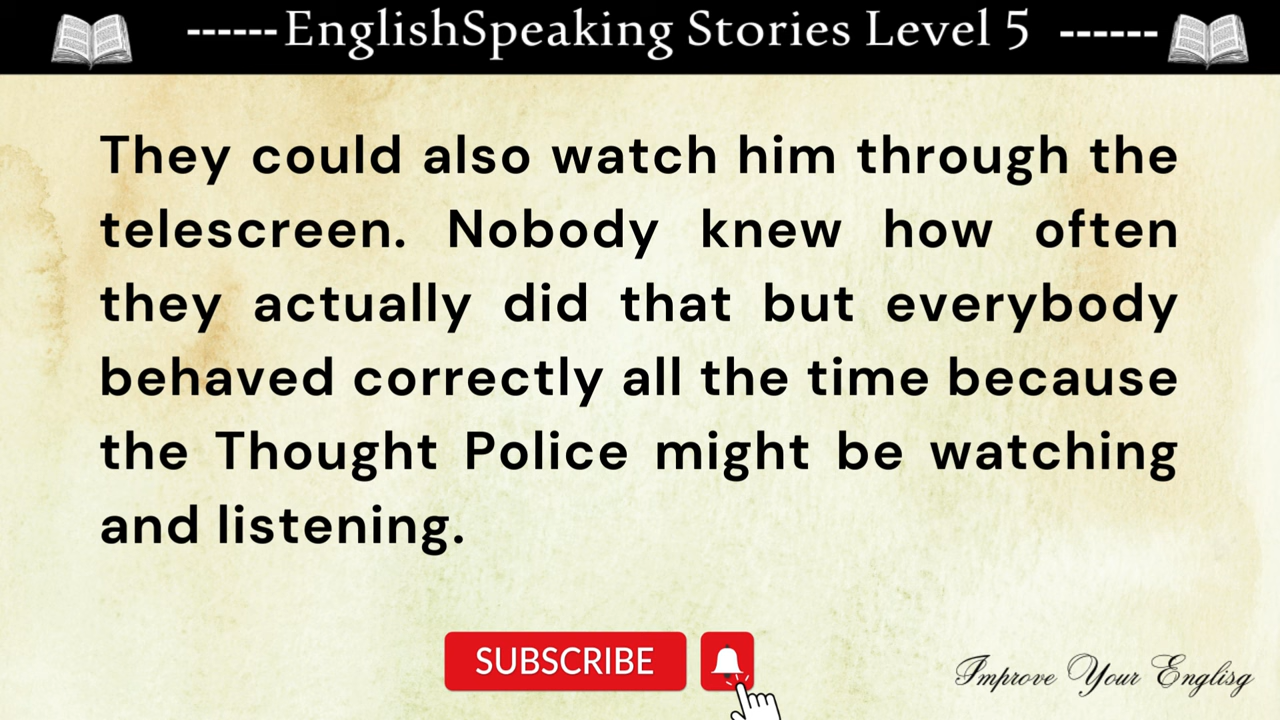 ------EnglishSpeaking Stories Level 5 ------
They could also watch him through the
telescreen. Nobody knew how often
they actually did that but everybody
behaved correctly all the time because
the Thought Police might be watching
and listening.
SUBSCRIBE
Improve Your Englisg